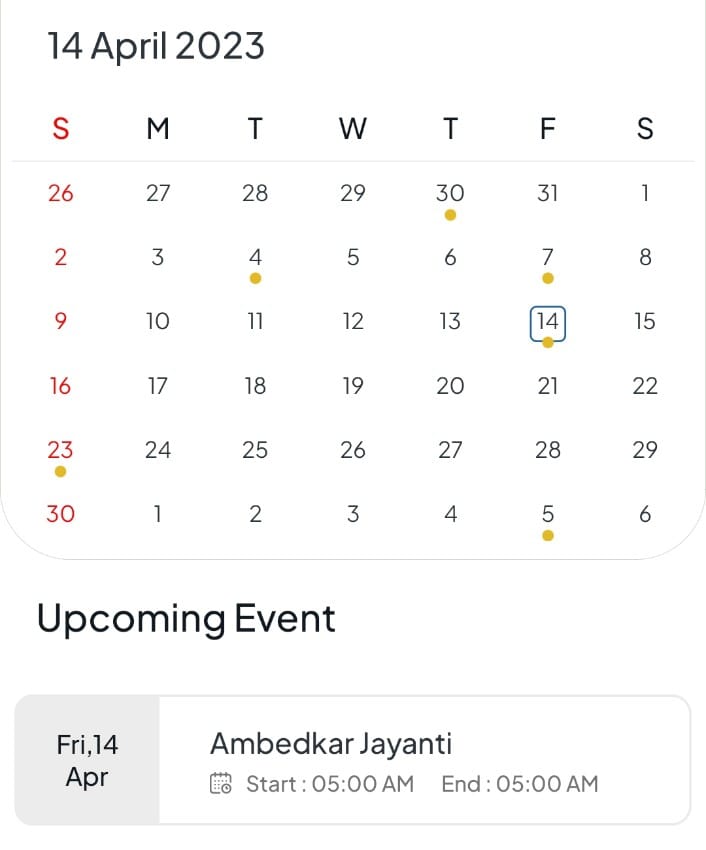 14 April 2023
S M T W T F S
26 27 28 29 30 31 1
2 3 4 5 6 7 8
9 10 11 12 13 14 15
16 17 18 19 20 21 22
23 24 25 26 27 28 29
30 1 2 3 4 5 6
Upcoming Event
Fri,14
Apr
Ambedkar Jayanti
Start : 05:00 AM End : 05:00 AM